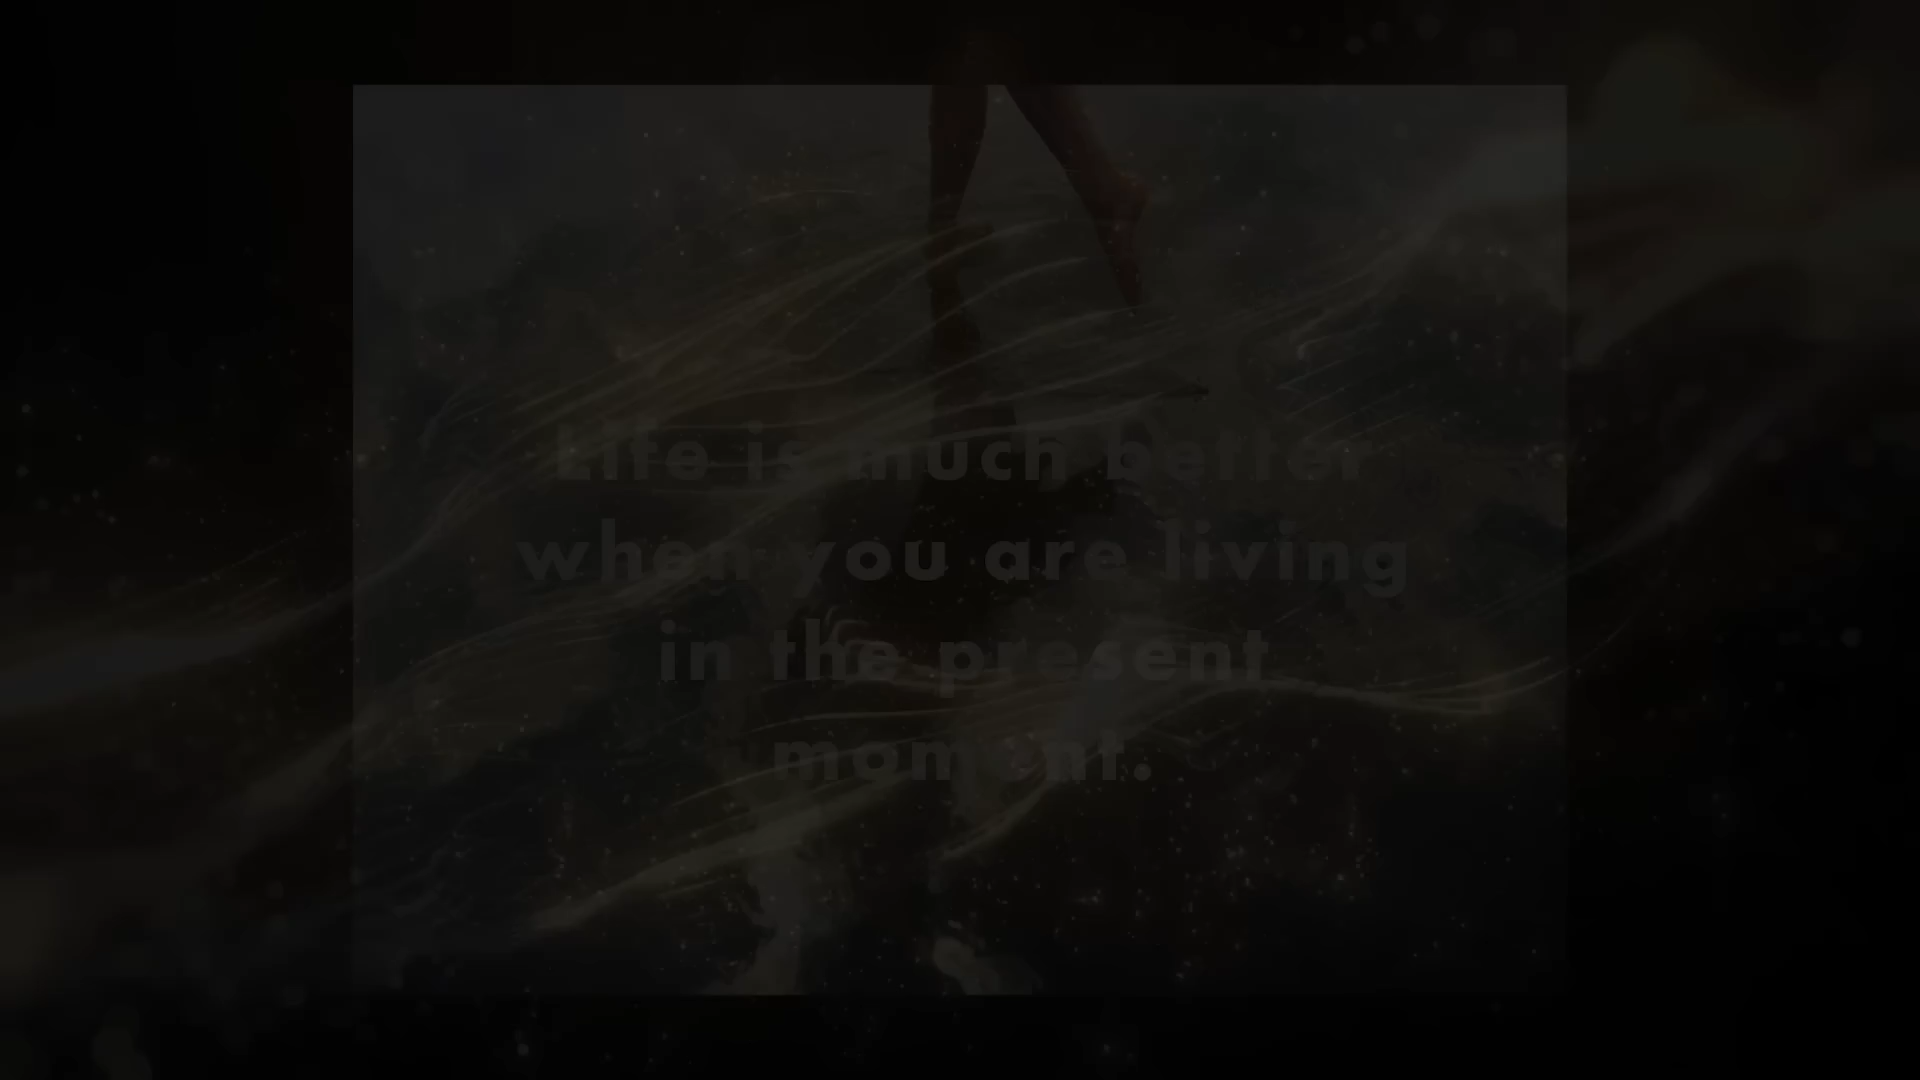 Life is much better
when you are living
in the present
moment.